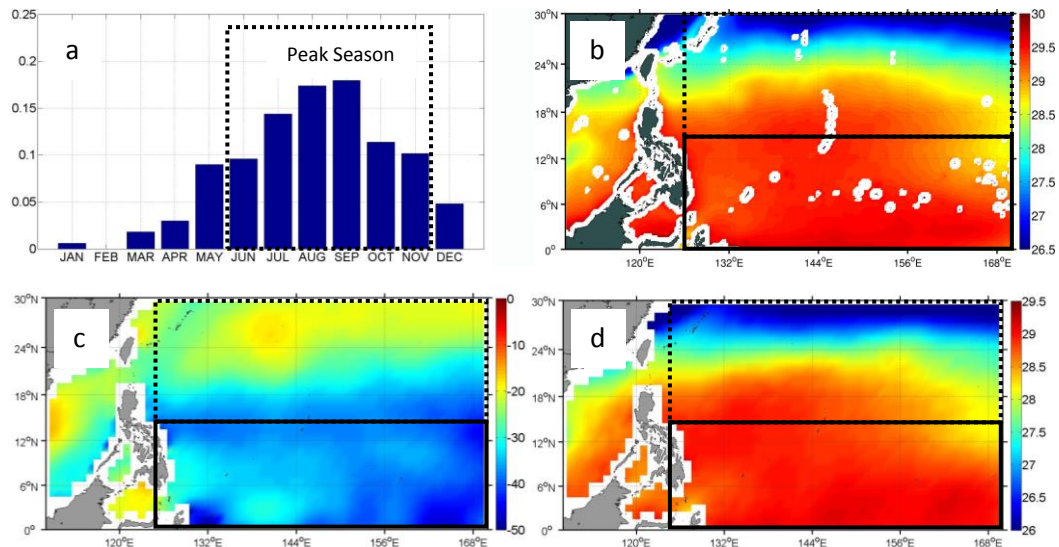 a
Peak Season
0.25
0.2
0.15
0.1
0.05
0
JAN FEB MAR APR MAY JUN JUL AUG SEP OCT NOV DEC
b
30°N
24°N
18°N
12°N
6°N
0°
120°E 132°E 144°E 156°E 168°E
30
29.5
29
28.5
28
27.5
27
26.5
26
25.5
25
c
30°N
24°N
18°N
12°N
6°N
0°
120°E 132°E 144°E 156°E 168°E
0
-10
-20
-30
-40
-50
d
30°N
24°N
18°N
12°N
6°N
0°
120°E 132°E 144°E 156°E 168°E
29.5
29
28.5
28
27.5
27
26.5
26